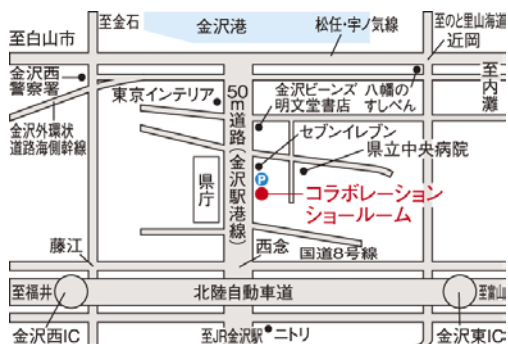 至金石
金沢港
松任・宇ノ気線
至のと里山海道
近岡
至白山市
金沢西
警察署
東京インテリア
50m道路(金沢駅港線)
金沢ビーンズ
明文堂書店
八幡の
すしべん
至内灘
金沢外環状
道路海側幹線
セブンイレブン
県立中央病院
県庁
P
コラボレーション
ショールーム
藤江
西念
国道8号線
至福井
北陸自動車道
至富山
金沢西IC
至JR金沢駅
ニトリ
金沢東IC